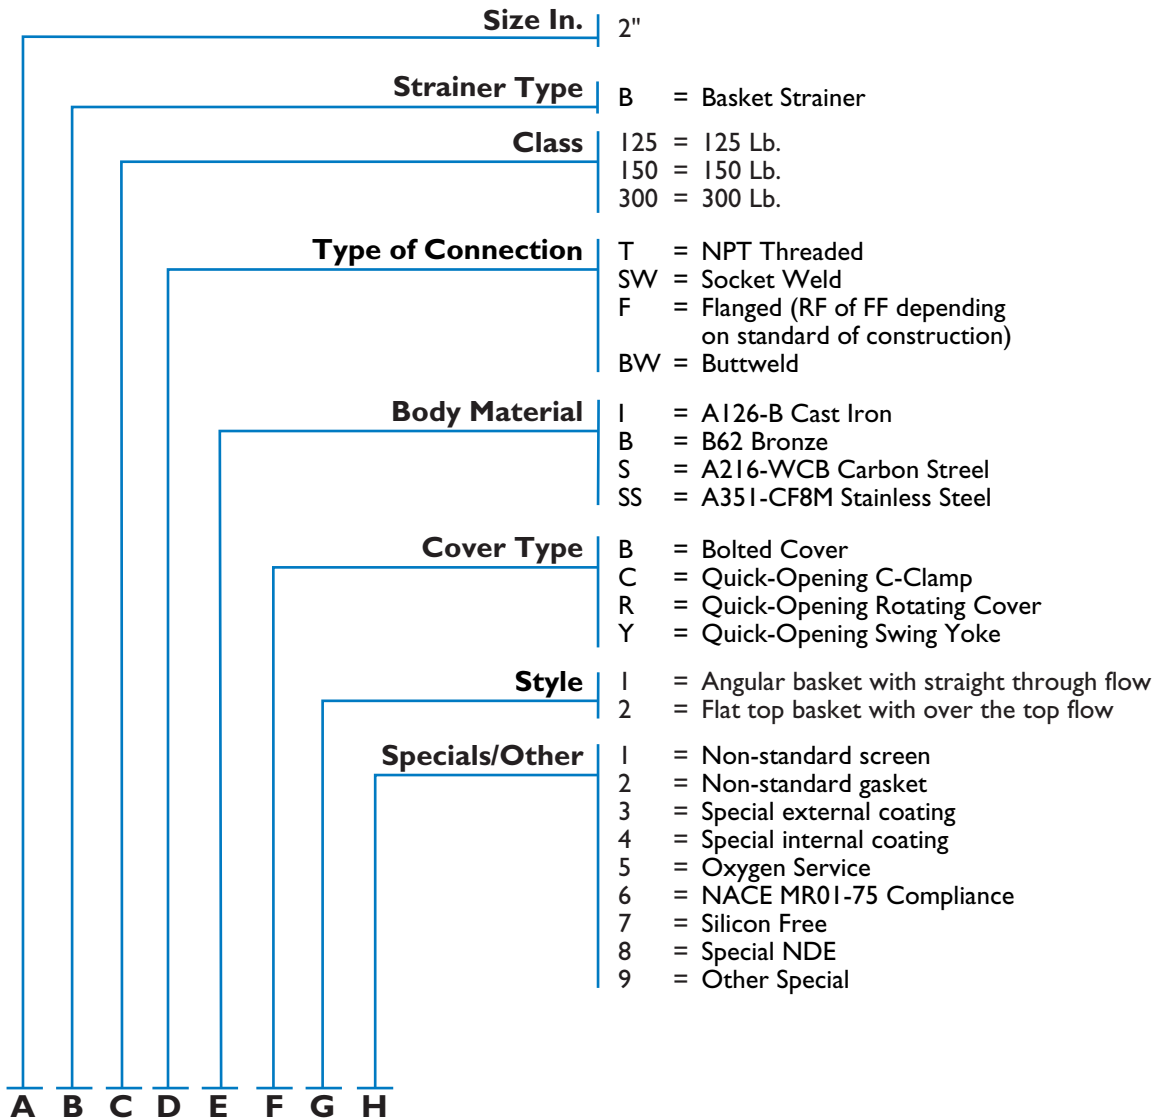 Size In. 2"
Strainer Type B = Basket Strainer
Class 125 = 125 Lb.
150 = 150 Lb.
300 = 300 Lb.
Type of Connection T = NPT Threaded
SW = Socket Weld
F = Flanged (RF of FF depending
on standard of construction)
BW = Buttweld
Body Material I = A126-B Cast Iron
B = B62 Bronze
S = A216-WCB Carbon Streel
SS = A351-CF8M Stainless Steel
Cover Type B = Bolted Cover
C = Quick-Opening C-Clamp
R = Quick-Opening Rotating Cover
Y = Quick-Opening Swing Yoke
Style 1 = Angular basket with straight through flow
2 = Flat top basket with over the top flow
Specials/Other 1 = Non-standard screen
2 = Non-standard gasket
3 = Special external coating
4 = Special internal coating
5 = Oxygen Service
6 = NACE MR01-75 Compliance
7 = Silicon Free
8 = Special NDE
9 = Other Special
A B C D E F G H